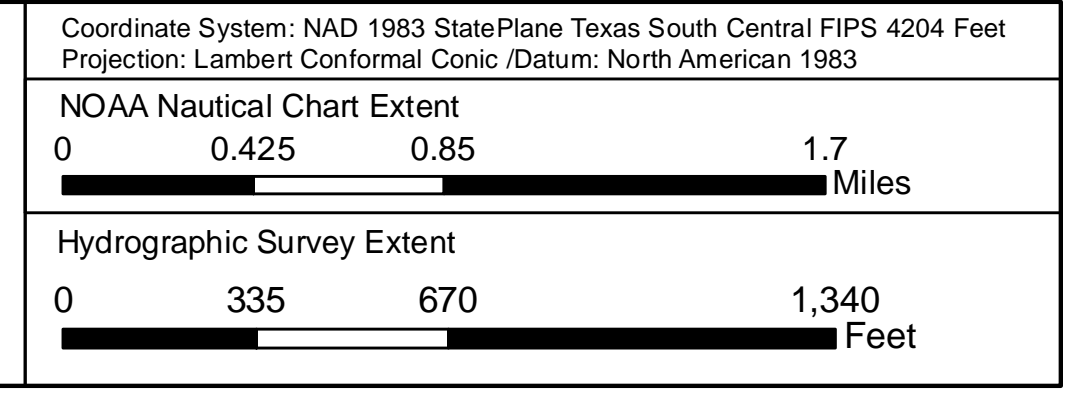 Coordinate System: NAD 1983 StatePlane Texas South Central FIPS 4204 Feet
Projection: Lambert Conformal Conic /Datum: North American 1983
NOAA Nautical Chart Extent
0 0.425 0.85 1.7
Miles
Hydrographic Survey Extent
0 335 670 1,340
Feet